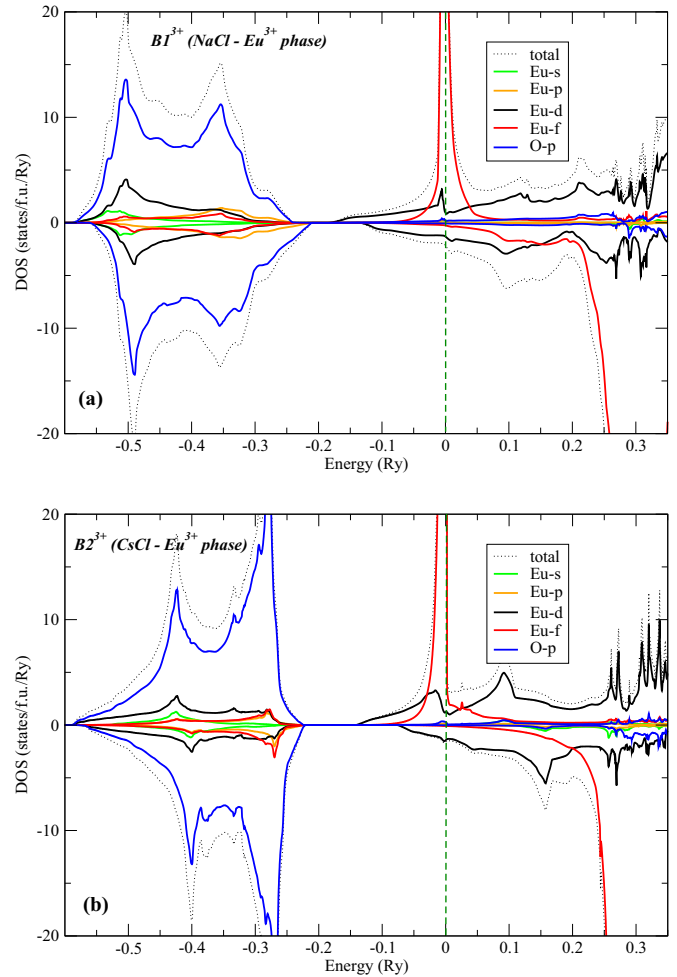 B1³⁺ (NaCl - Eu³⁺ phase)
total
Eu-s
Eu-p
Eu-d
Eu-f
O-p
20
10
0
-10
-20
DOS (states/f.u./Ry)
(a)
-0.5 -0.4 -0.3 -0.2 -0.1 0 0.1 0.2 0.3
Energy (Ry)
B2³⁺ (CsCl - Eu³⁺ phase)
total
Eu-s
Eu-p
Eu-d
Eu-f
O-p
20
10
0
-10
-20
DOS (states/f.u./Ry)
(b)
-0.5 -0.4 -0.3 -0.2 -0.1 0 0.1 0.2 0.3
Energy (Ry)